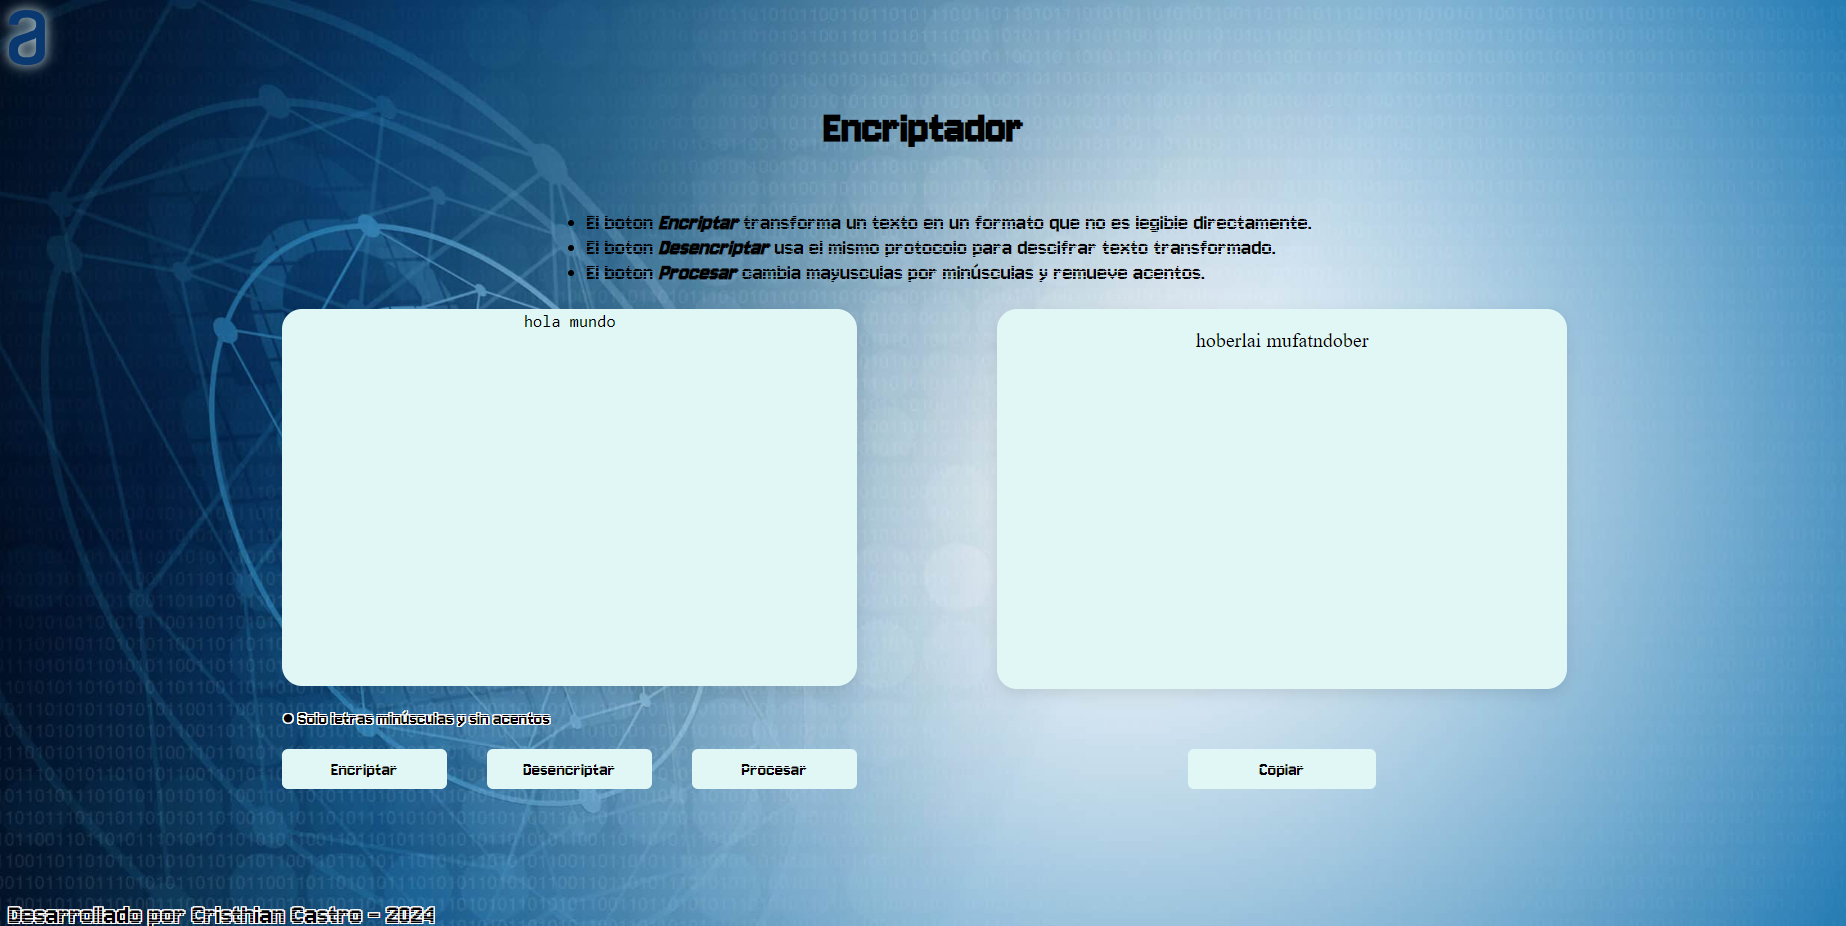 a
Encriptador
• El boton Encriptar transforma un texto en un formato que no es legible directamente.
• El boton Desencriptar usa el mismo protocolo para descifrar texto transformado.
• El boton Procesar cambia mayusculas por minúsculas y remueve acentos.
hola mundo
hoberlai mufatndober
Solo letras minúsculas y sin acentos
Encriptar
Desencriptar
Procesar
Copiar
Desarrollado por Cristhian Castro - 2024